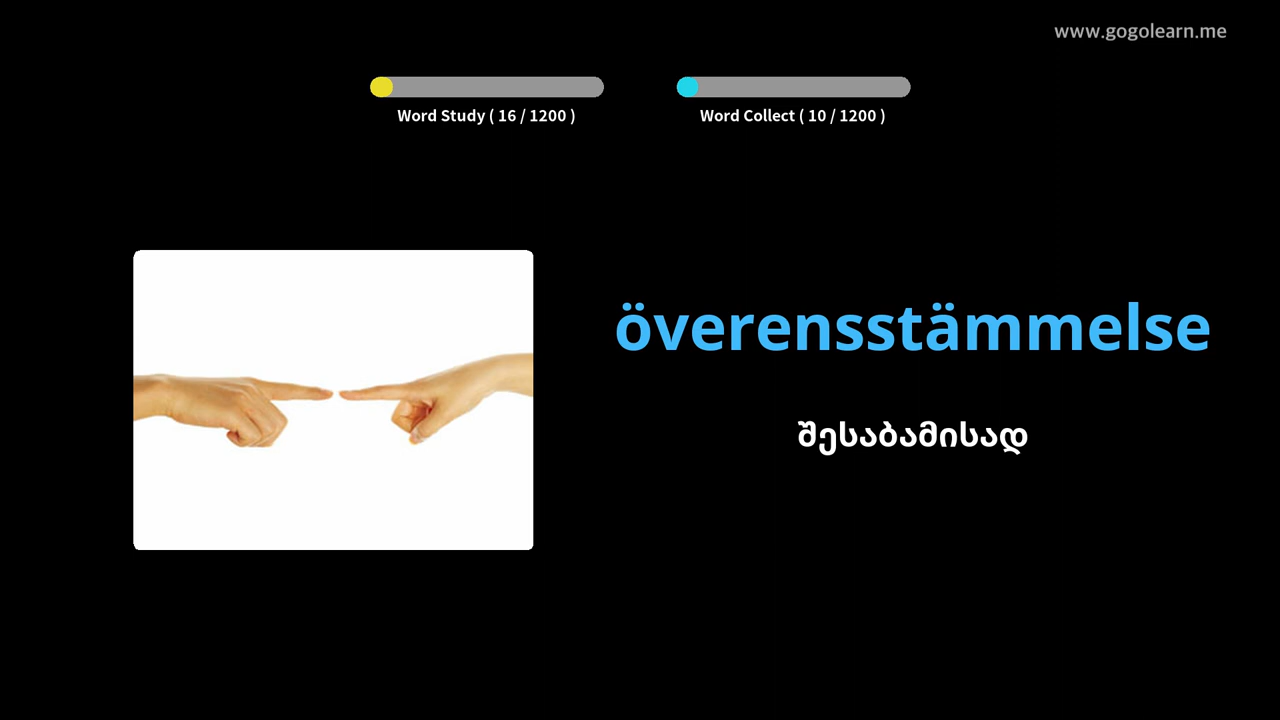 www.gogolearn.me
Word Study ( 16 / 1200 )
Word Collect ( 10 / 1200 )
överensstämmelse
შესაბამისად